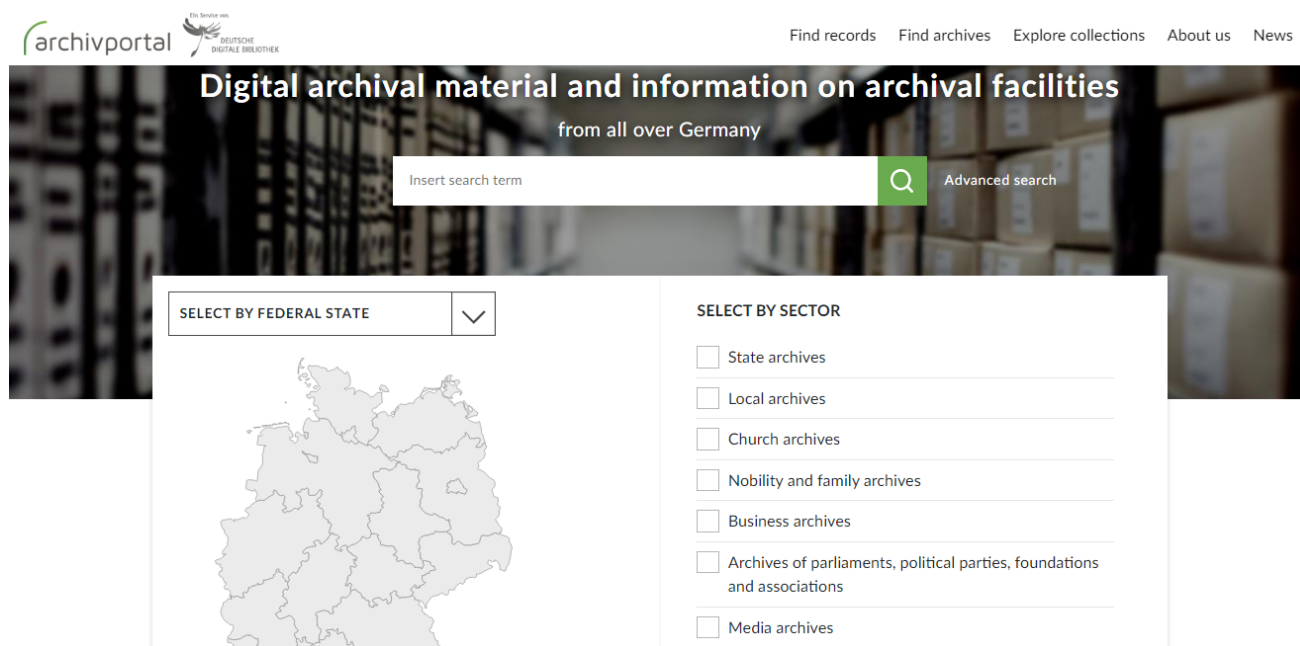 archivportal
Ein Service von
DEUTSCHE
DIGITALE BIBLIOTHEK
Find records Find archives Explore collections About us News
Digital archival material and information on archival facilities
from all over Germany
Insert search term
Advanced search
SELECT BY FEDERAL STATE
SELECT BY SECTOR
State archives
Local archives
Church archives
Nobility and family archives
Business archives
Archives of parliaments, political parties, foundations
and associations
Media archives